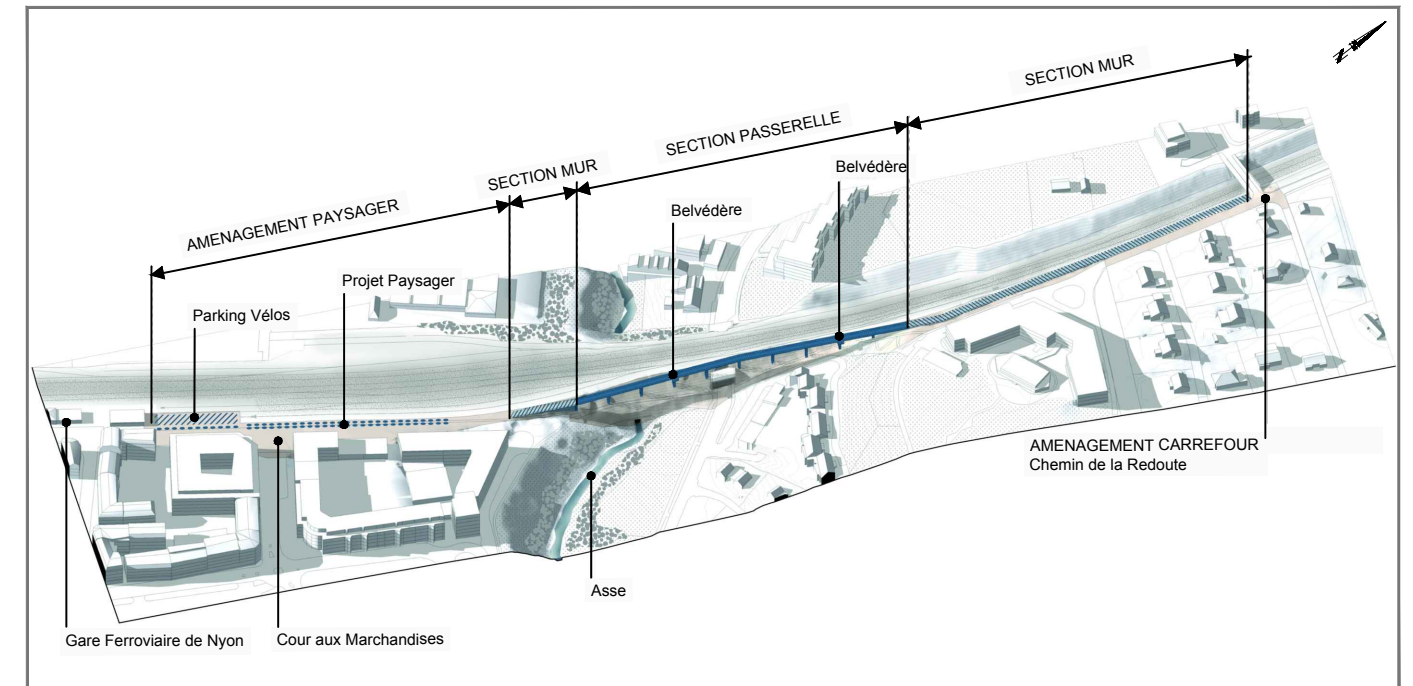 N
SECTION MUR
SECTION PASSERELLE
SECTION MUR
AMENAGEMENT PAYSAGER
Belvédère
Belvédère
Projet Paysager
Parking Vélos
AMENAGEMENT CARREFOUR
Chemin de la Redoute
Asse
Gare Ferroviaire de Nyon
Cour aux Marchandises